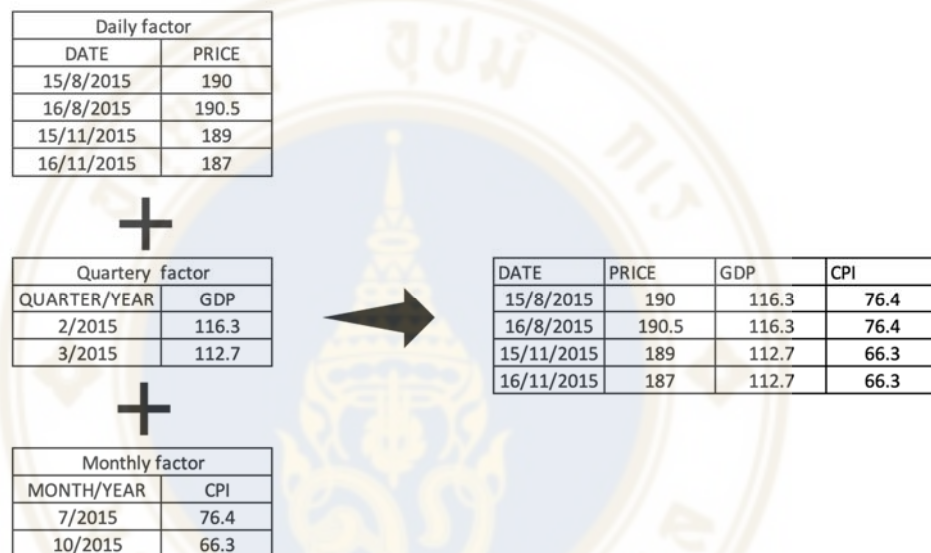 Daily factor
DATE PRICE
15/8/2015 190
16/8/2015 190.5
15/11/2015 189
16/11/2015 187
+
Quartery factor
QUARTER/YEAR GDP
2/2015 116.3
3/2015 112.7
+
Monthly factor
MONTH/YEAR CPI
7/2015 76.4
10/2015 66.3
DATE PRICE GDP CPI
15/8/2015 190 116.3 76.4
16/8/2015 190.5 116.3 76.4
15/11/2015 189 112.7 66.3
16/11/2015 187 112.7 66.3